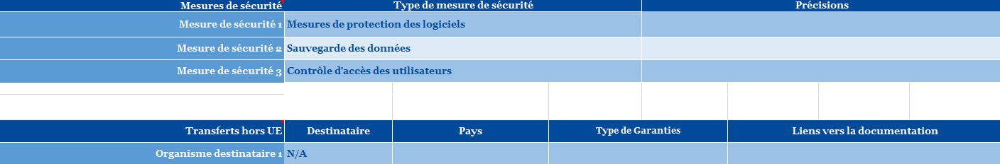 Mesures de sécurité Type de mesure de sécurité Précisions
Mesure de sécurité 1 Mesures de protection des logiciels
Mesure de sécurité 2 Sauvegarde des données
Mesure de sécurité 3 Contrôle d'accès des utilisateurs
Transferts hors UE Destinataire Pays Type de Garanties Liens vers la documentation
Organisme destinataire 1 N/A